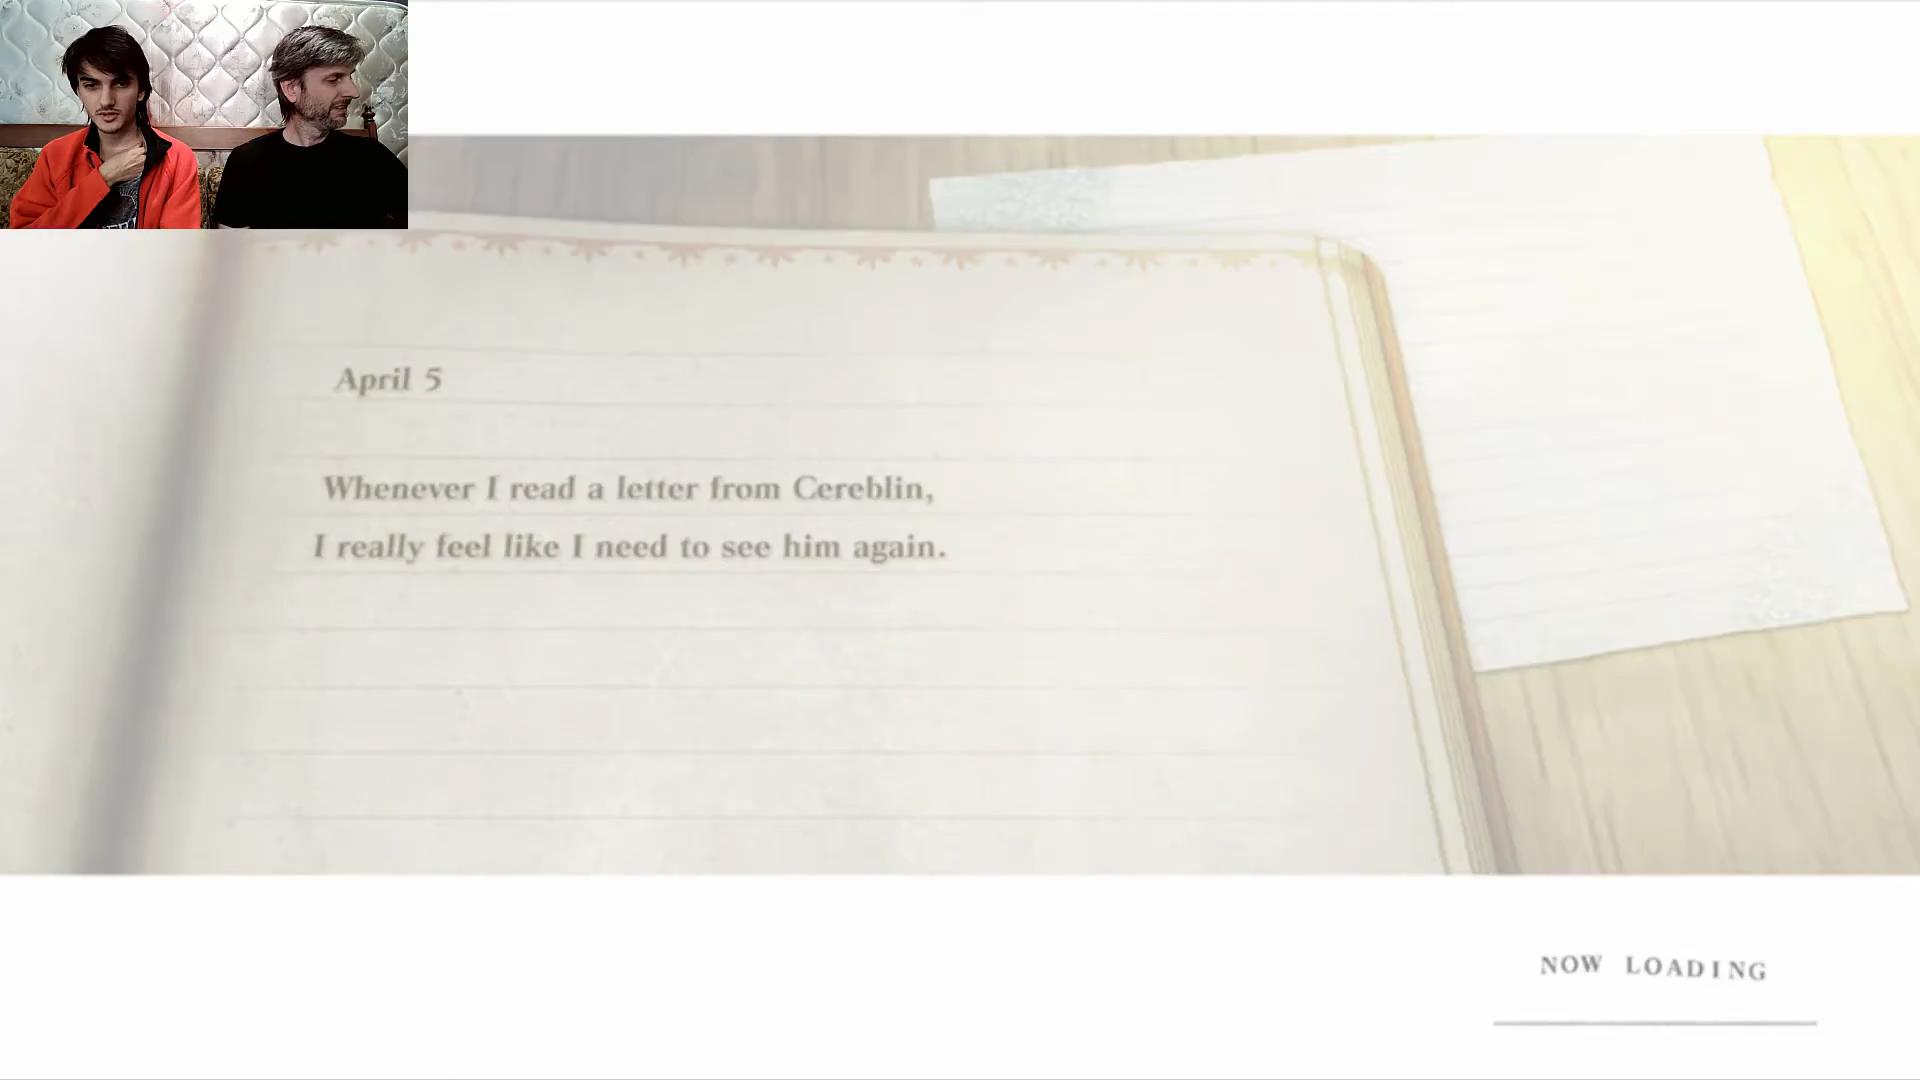 April 5
Whenever I read a letter from Cereblin,
I really feel like I need to see him again.
NOW LOADING